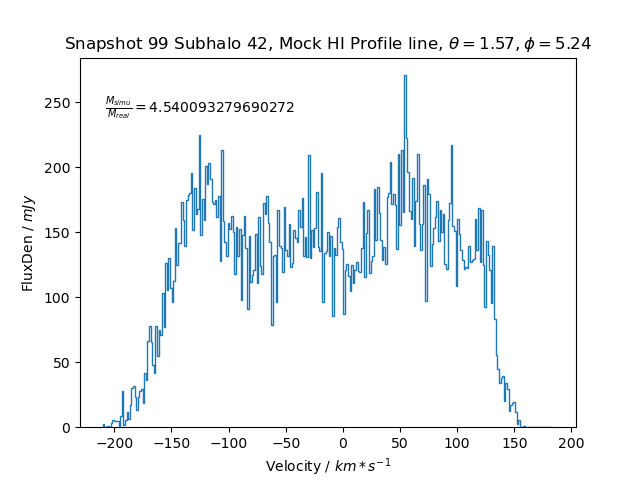 Snapshot 99 Subhalo 42, Mock HI Profile line, θ = 1.57, ϕ = 5.24
M_simu/M_real = 4.540093279690272
FluxDen / mJy
250
200
150
100
50
0
−200 −150 −100 −50 0 50 100 150 200
Velocity / km * s⁻¹